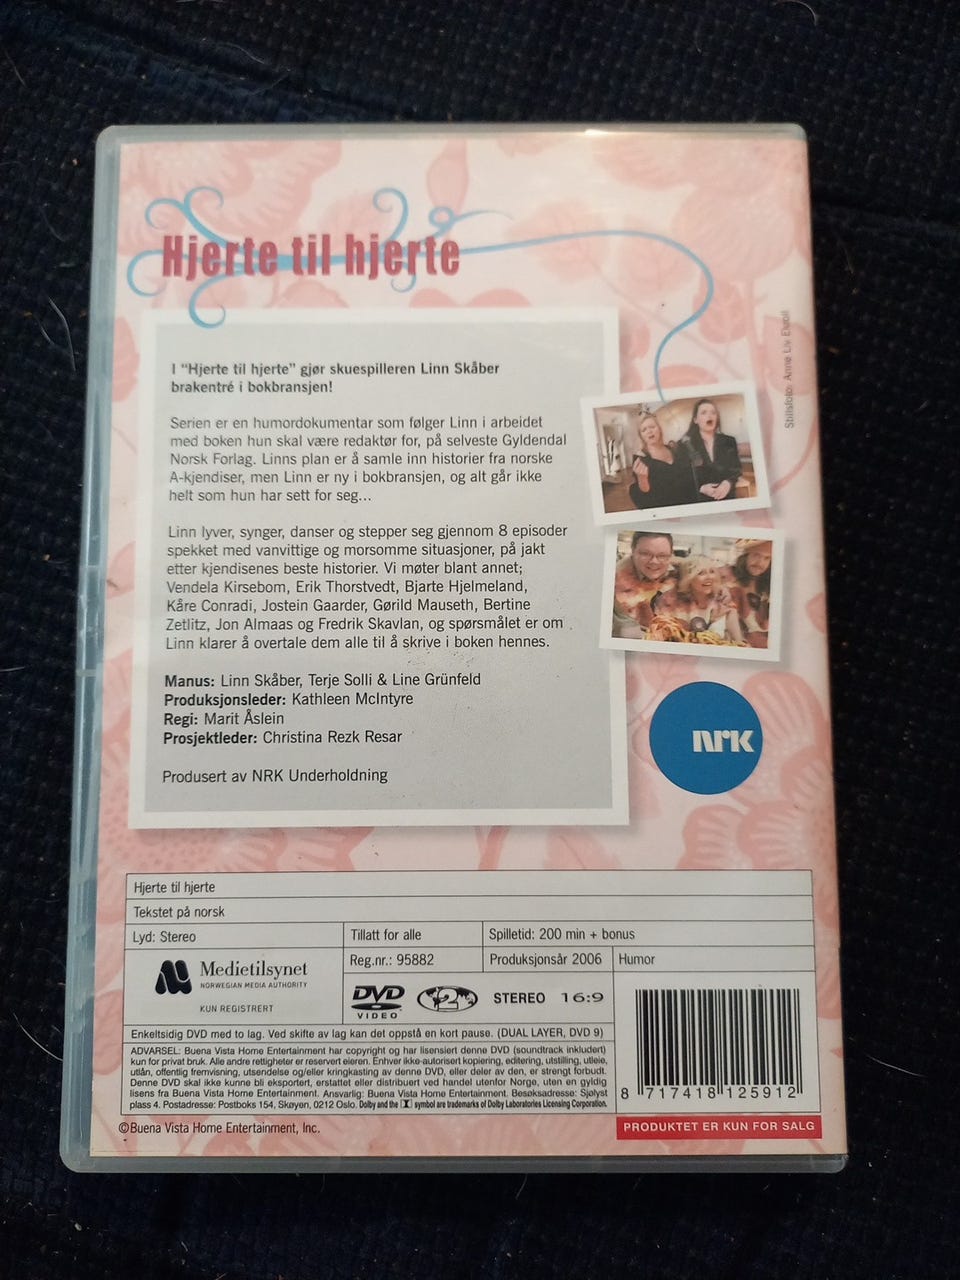 Hjerte til hjerte
I "Hjerte til hjerte" gjør skuespilleren Linn Skåber
brakentré i bokbransjen!
Serien er en humordokumentar som følger Linn i arbeidet
med boken hun skal være redaktør for, på selveste Gyldendal
Norsk Forlag. Linns plan er å samle inn historier fra norske
A-kjendiser, men Linn er ny i bokbransjen, og alt går ikke
helt som hun har sett for seg...
Linn lyver, synger, danser og stepper seg gjennom 8 episoder
spekket med vanvittige og morsomme situasjoner, på jakt
etter kjendisenes beste historier. Vi møter blant annet;
Vendela Kirsebom, Erik Thorstvedt, Bjarte Hjelmeland,
Kåre Conradi, Jostein Gaarder, Gørild Mauseth, Bertine
Zetlitz, Jon Almaas og Fredrik Skavlan, og spørsmålet er om
Linn klarer å overtale dem alle til å skrive i boken hennes.
Manus: Linn Skåber, Terje Solli & Line Grünfeld
Produksjonsleder: Kathleen McIntyre
Regi: Marit Åslein
Prosjektleder: Christina Rezk Resar
Produsert av NRK Underholdning
Stillsfoto: Anne Liv
NRK
Hjerte til hjerte
Tekstet på norsk
Lyd: Stereo
Tillatt for alle
Spilletid: 200 min + bonus
Medietilsynet
NORWEGIAN MEDIA AUTHORITY
KUN REGISTRERT
Reg.nr.: 95882
Produksjonsår 2006
Humor
DVD
VIDEO
2
STEREO
16:9
Enkeltsidig DVD med to lag. Ved skifte av lag kan det oppstå en kort pause. (DUAL LAYER, DVD 9)
ADVARSEL: Buena Vista Home Entertainment har copyright og har lisensiert denne DVD (soundtrack inkludert)
kun for privat bruk. Alle andre rettigheter er reservert eieren. Enhver ikke-autorisert kopiering, editering, utstilling, utleie,
utlån, offentlig fremvisning, utsendelse og/eller kringkasting av denne DVD, eller deler av den, er strengt forbudt.
Denne DVD skal ikke kunne bli eksportert, erstattet eller distribuert ved handel utenfor Norge, uten en gyldig
lisens fra Buena Vista Home Entertainment. Ansvarlig: Buena Vista Home Entertainment. Besøksadresse: Sjølyst
plass 4. Postadresse: Postboks 154, Skøyen, 0212 Oslo. Dolby and the symbol are trademarks of Dolby Laboratories Licensing Corporation.
8 717418 125912
©Buena Vista Home Entertainment, Inc.
PRODUKTET ER KUN FOR SALG